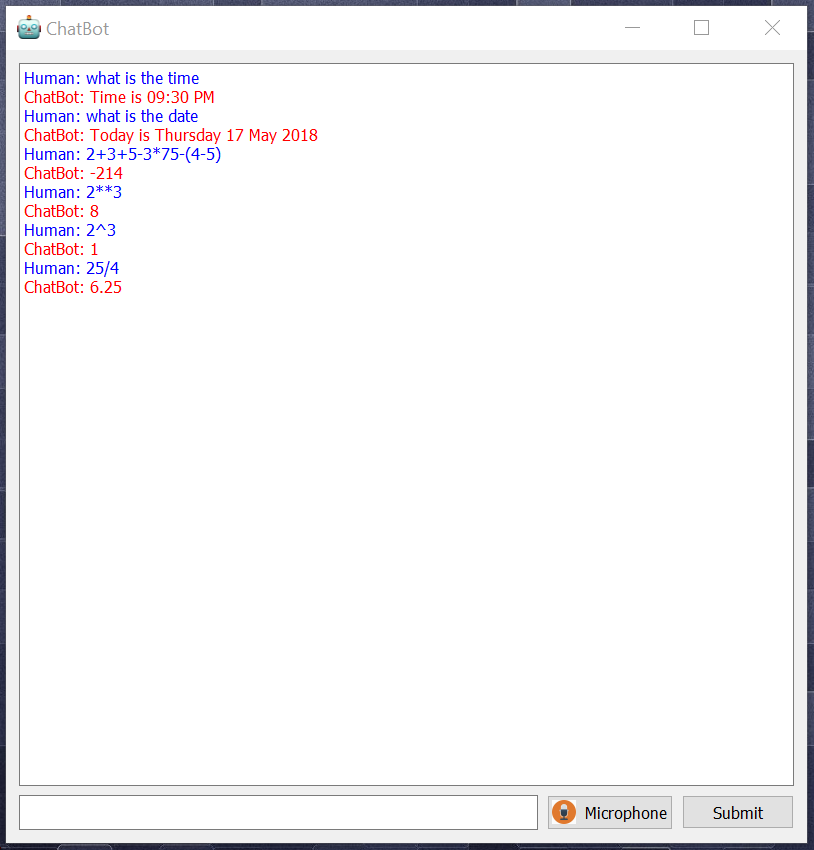 ChatBot
Human: what is the time
ChatBot: Time is 09:30 PM
Human: what is the date
ChatBot: Today is Thursday 17 May 2018
Human: 2+3+5-3*75-(4-5)
ChatBot: -214
Human: 2**3
ChatBot: 8
Human: 2^3
ChatBot: 1
Human: 25/4
ChatBot: 6.25
Microphone Submit